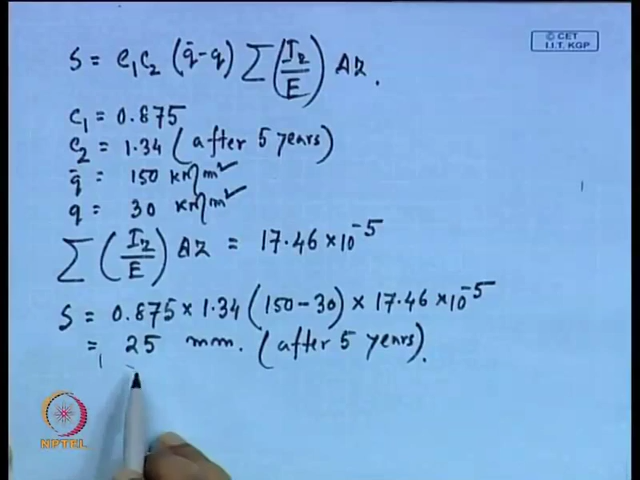 © CET
I.I.T. KGP
S = C₁C₂ (q̄-q) ∑ (I_z/E) ΔZ.
C₁ = 0.875
C₂ = 1.34 (after 5 years)
q̄ = 150 kN/m²
q = 30 kN/m²
∑ (I_z/E) ΔZ = 17.46 × 10⁻⁵
S = 0.875 × 1.34 (150-30) × 17.46 × 10⁻⁵
= 25 mm. (after 5 years).
NPTEL